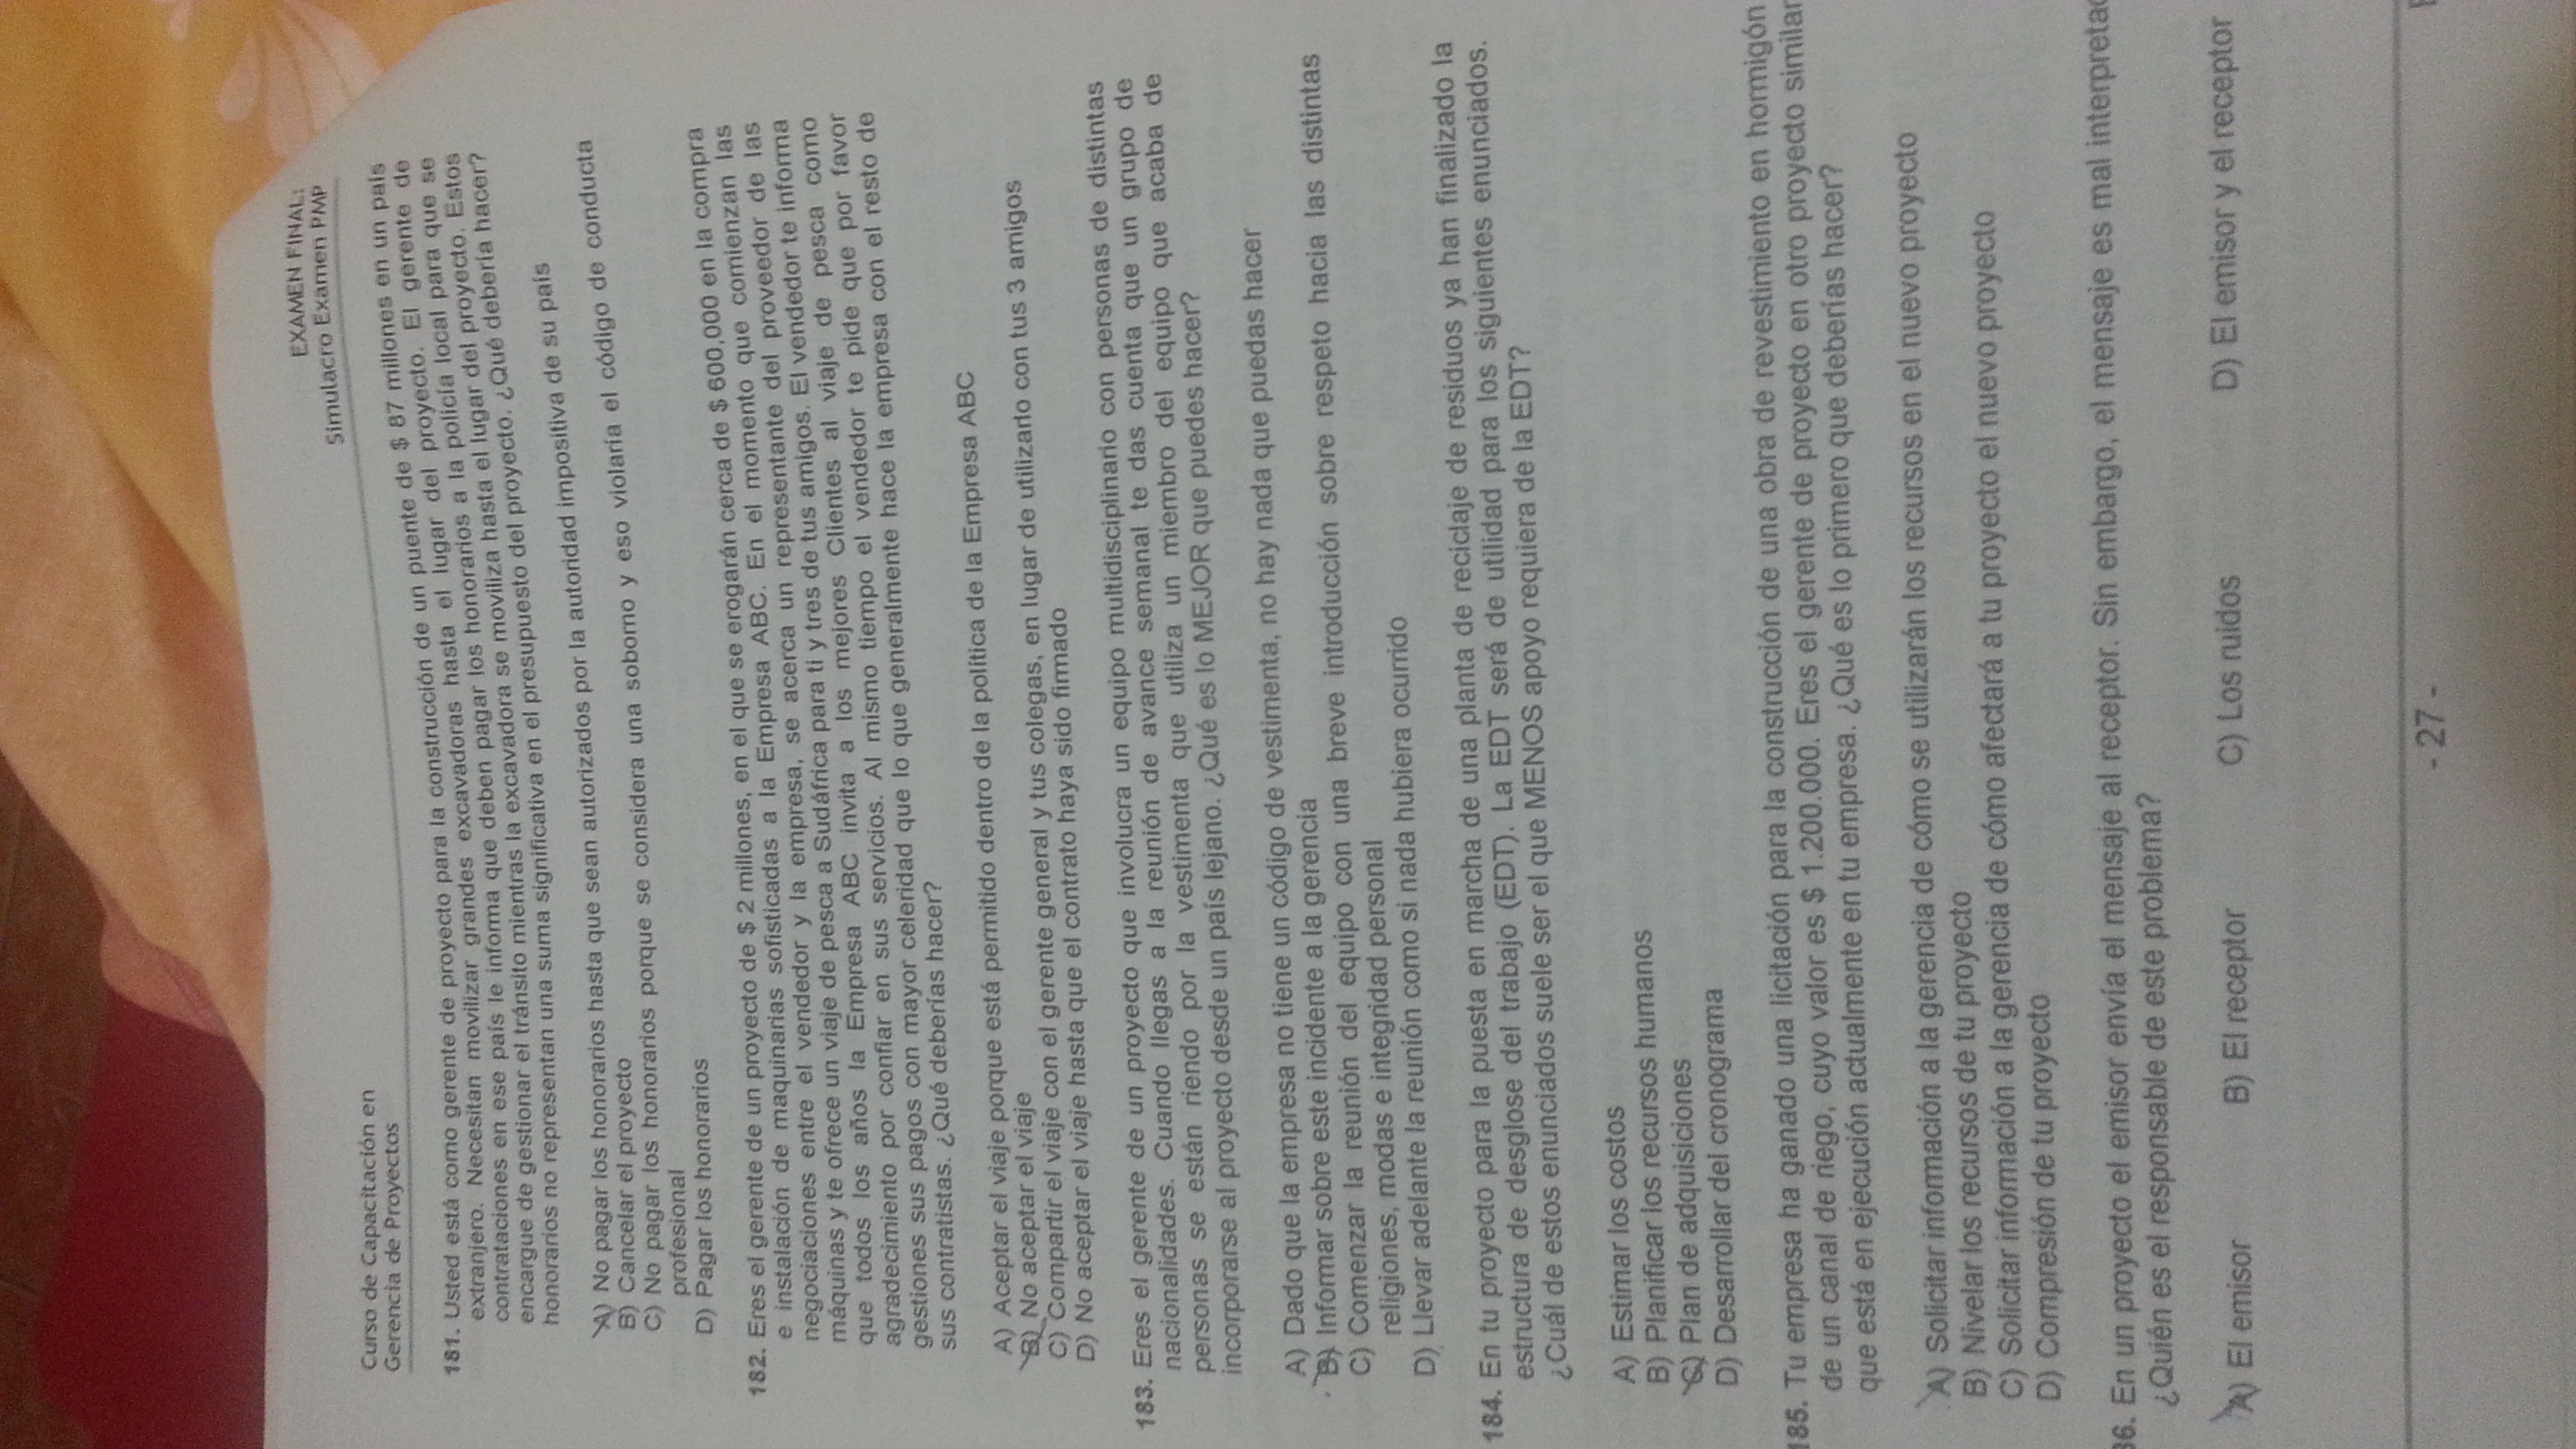 EXAMEN FINAL:
Simulacro Examen PMP
Curso de Capacitación en
Gerencia de Proyectos
181. Usted está como gerente de proyecto para la construcción de un puente de $ 87 millones en un país
extranjero. Necesitan movilizar grandes excavadoras hasta el lugar del proyecto. El gerente de
contrataciones en ese país le informa que deben pagar los honorarios a la policía local para que se
encargue de gestionar el tránsito mientras la excavadora se moviliza hasta el lugar del proyecto. Estos
honorarios no representan una suma significativa en el presupuesto del proyecto. ¿Qué debería hacer?
A) No pagar los honorarios hasta que sean autorizados por la autoridad impositiva de su país
B) Cancelar el proyecto
C) No pagar los honorarios porque se considera una soborno y eso violaría el código de conducta
profesional
D) Pagar los honorarios
182. Eres el gerente de un proyecto de $ 2 millones, en el que se erogarán cerca de $ 600,000 en la compra
e instalación de maquinarias sofisticadas a la Empresa ABC. En el momento que comienzan las
negociaciones entre el vendedor y la empresa, se acerca un representante del proveedor de las
máquinas y te ofrece un viaje de pesca a Sudáfrica para ti y tres de tus amigos. El vendedor te informa
que todos los años la Empresa ABC invita a los mejores Clientes al viaje de pesca como
agradecimiento por confiar en sus servicios. Al mismo tiempo el vendedor te pide que por favor
gestiones sus pagos con mayor celeridad que lo que generalmente hace la empresa con el resto de
sus contratistas. ¿Qué deberías hacer?
A) Aceptar el viaje porque está permitido dentro de la política de la Empresa ABC
B) No aceptar el viaje
C) Compartir el viaje con el gerente general y tus colegas, en lugar de utilizarlo con tus 3 amigos
D) No aceptar el viaje hasta que el contrato haya sido firmado
183. Eres el gerente de un proyecto que involucra un equipo multidisciplinario con personas de distintas
nacionalidades. Cuando llegas a la reunión de avance semanal te das cuenta que un grupo de
personas se están riendo por la vestimenta que utiliza un miembro del equipo que acaba de
incorporarse al proyecto desde un país lejano. ¿Qué es lo MEJOR que puedes hacer?
A) Dado que la empresa no tiene un código de vestimenta, no hay nada que puedas hacer
B) Informar sobre este incidente a la gerencia
C) Comenzar la reunión del equipo con una breve introducción sobre respeto hacia las distintas
religiones, modas e integridad personal
D) Llevar adelante la reunión como si nada hubiera ocurrido
184. En tu proyecto para la puesta en marcha de una planta de reciclaje de residuos ya han finalizado la
estructura de desglose del trabajo (EDT). La EDT será de utilidad para los siguientes enunciados.
¿Cuál de estos enunciados suele ser el que MENOS apoyo requiera de la EDT?
A) Estimar los costos
B) Planificar los recursos humanos
C) Plan de adquisiciones
D) Desarrollar del cronograma
185. Tu empresa ha ganado una licitación para la construcción de una obra de revestimiento en hormigón
de un canal de riego, cuyo valor es $ 1.200.000. Eres el gerente de proyecto en otro proyecto similar
que está en ejecución actualmente en tu empresa. ¿Qué es lo primero que deberías hacer?
A) Solicitar información a la gerencia de cómo se utilizarán los recursos en el nuevo proyecto
B) Nivelar los recursos de tu proyecto
C) Solicitar información a la gerencia de cómo afectará a tu proyecto el nuevo proyecto
D) Compresión de tu proyecto
86. En un proyecto el emisor envía el mensaje al receptor. Sin embargo, el mensaje es mal
¿Quién es el responsable de este problema?
A) El emisor B) El receptor C) Los ruidos D) El emisor y el receptor
- 27 -